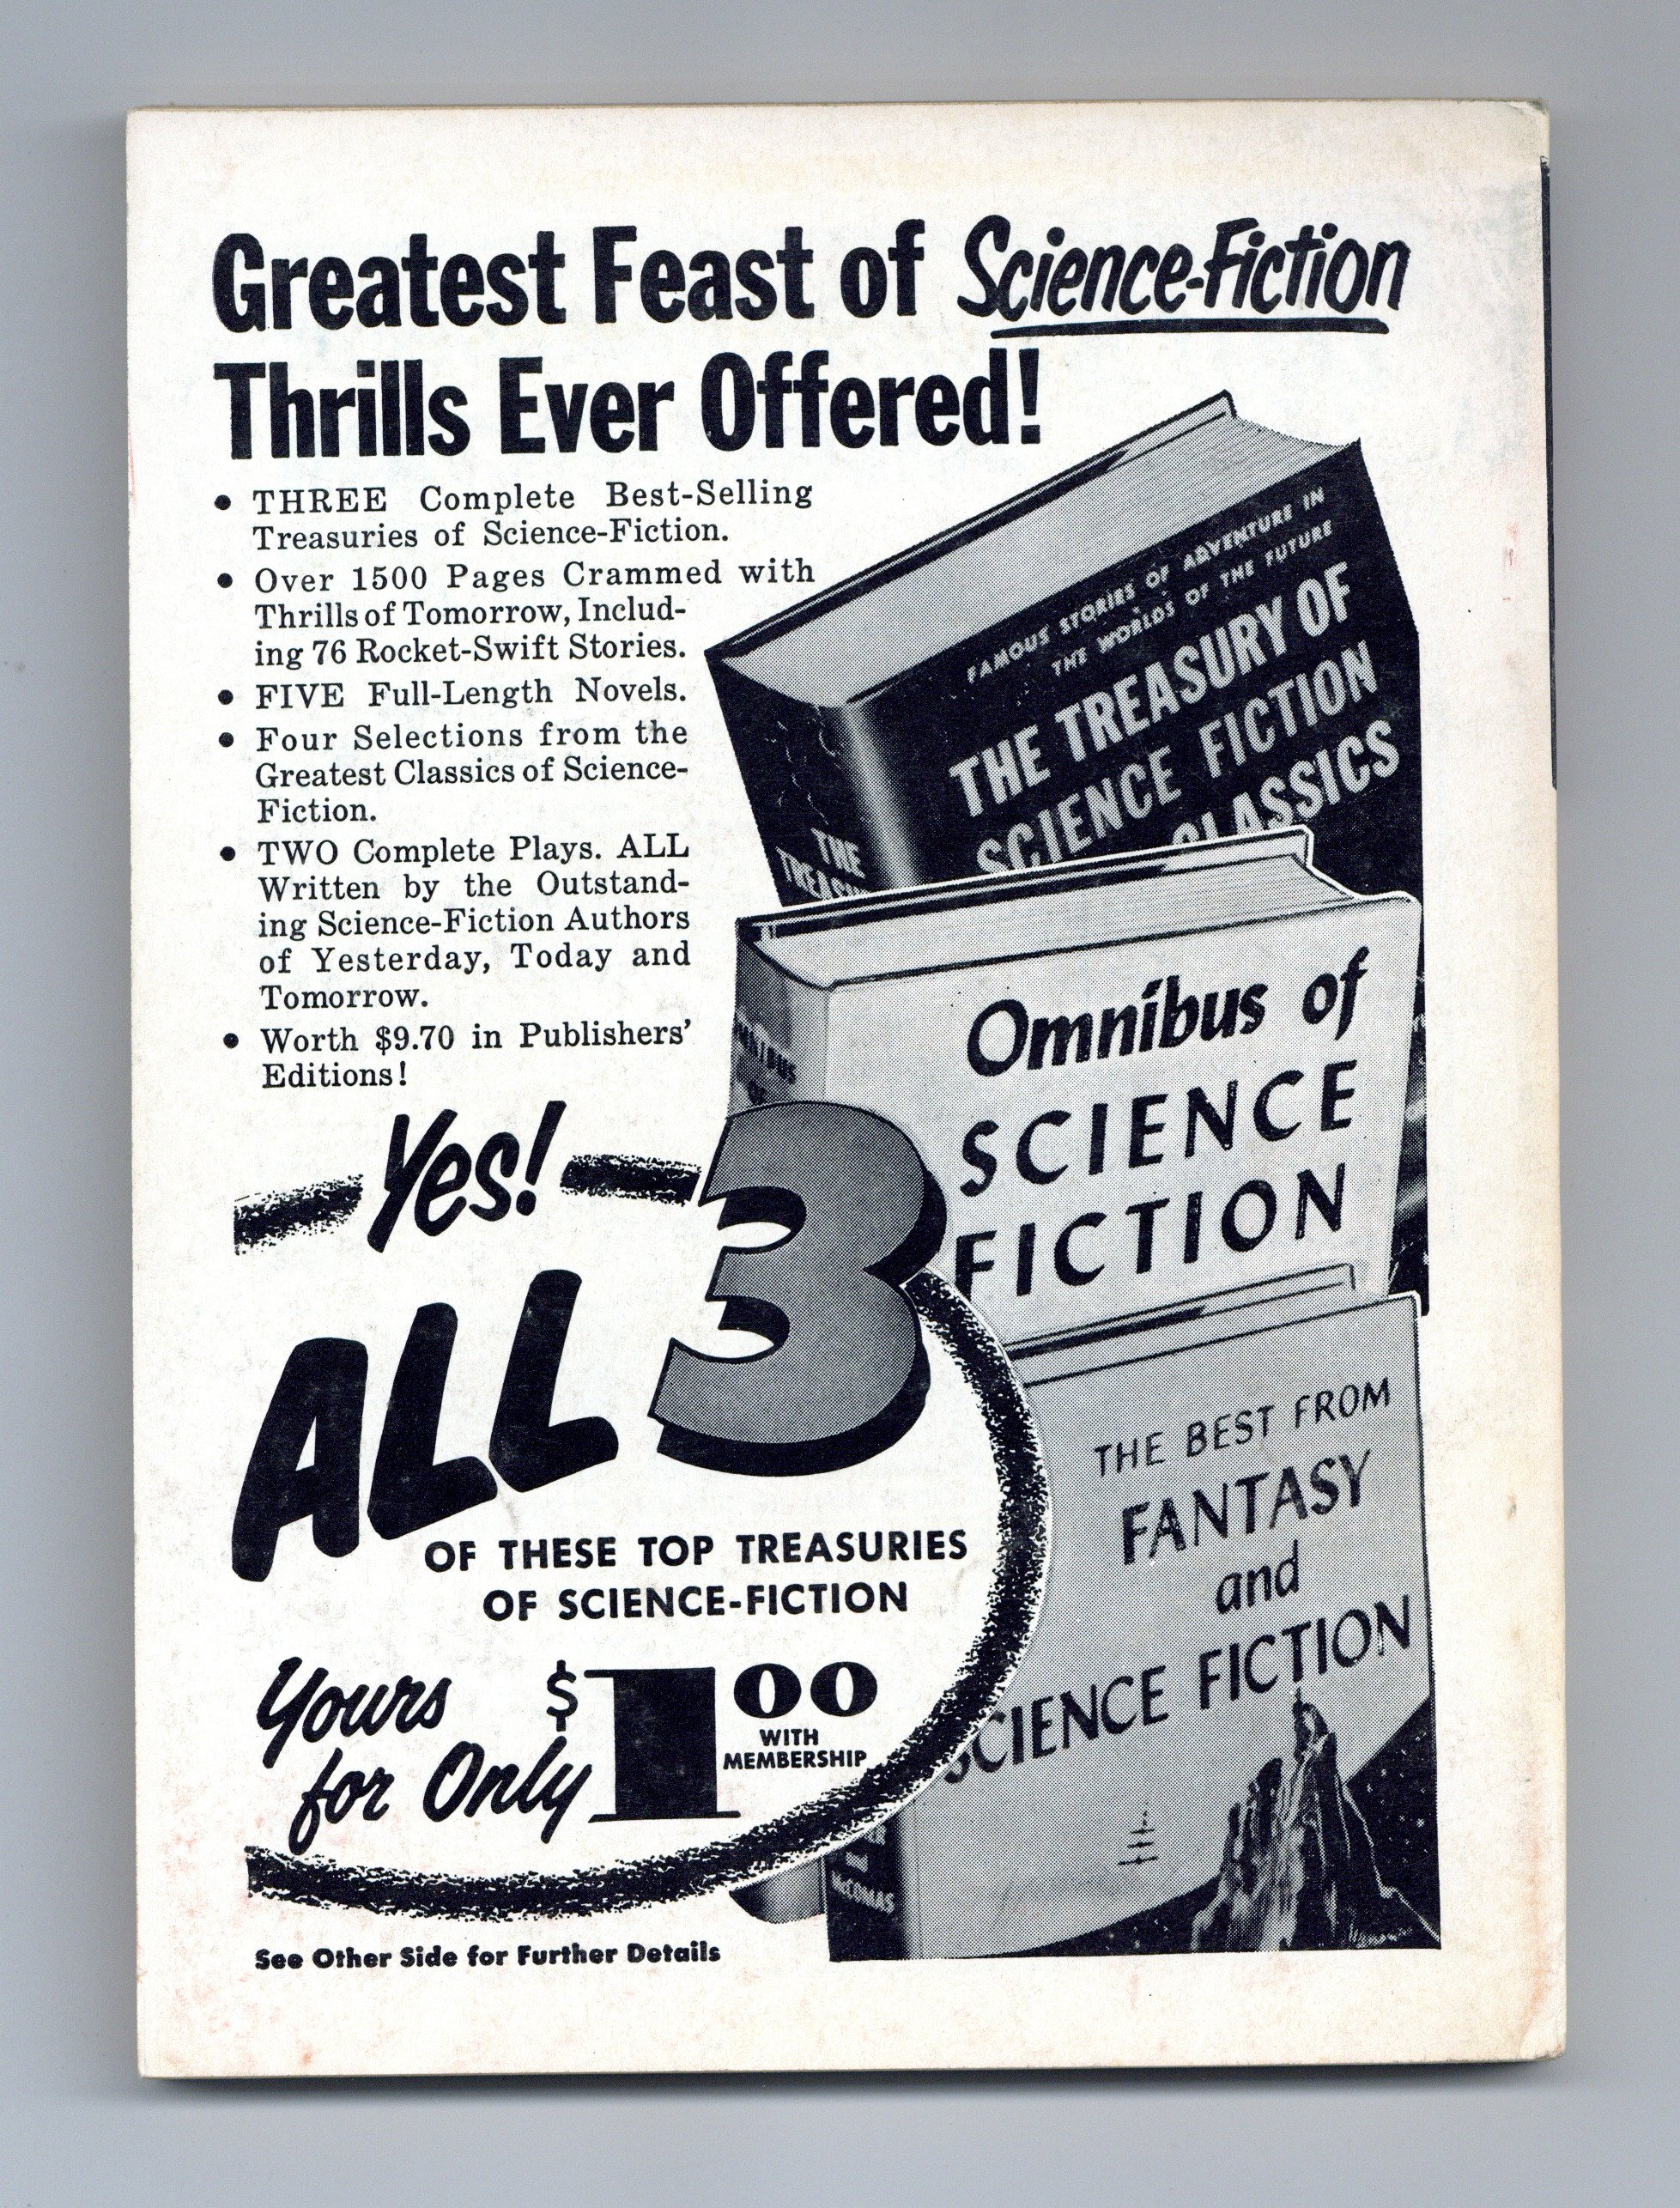 Greatest Feast of Science-Fiction
Thrills Ever Offered!
• THREE Complete Best-Selling
Treasuries of Science-Fiction.
• Over 1500 Pages Crammed with
Thrills of Tomorrow, Includ-
ing 76 Rocket-Swift Stories.
• FIVE Full-Length Novels.
• Four Selections from the
Greatest Classics of Science-
Fiction.
• TWO Complete Plays. ALL
Written by the Outstand-
ing Science-Fiction Authors
of Yesterday, Today and
Tomorrow.
• Worth $9.70 in Publishers'
Editions!
FAMOUS STORIES OF ADVENTURE IN
THE WORLDS OF THE FUTURE
THE TREASURY OF
SCIENCE FICTION
CLASSICS
THE
TREASU
Omnibus of
SCIENCE
FICTION
OMNIBUS
OF
THE BEST FROM
FANTASY
and
SCIENCE FICTION
McCOMAS
Yes!
ALL 3
OF THESE TOP TREASURIES
OF SCIENCE-FICTION
Yours
for Only
$1.00
WITH
MEMBERSHIP
See Other Side for Further Details